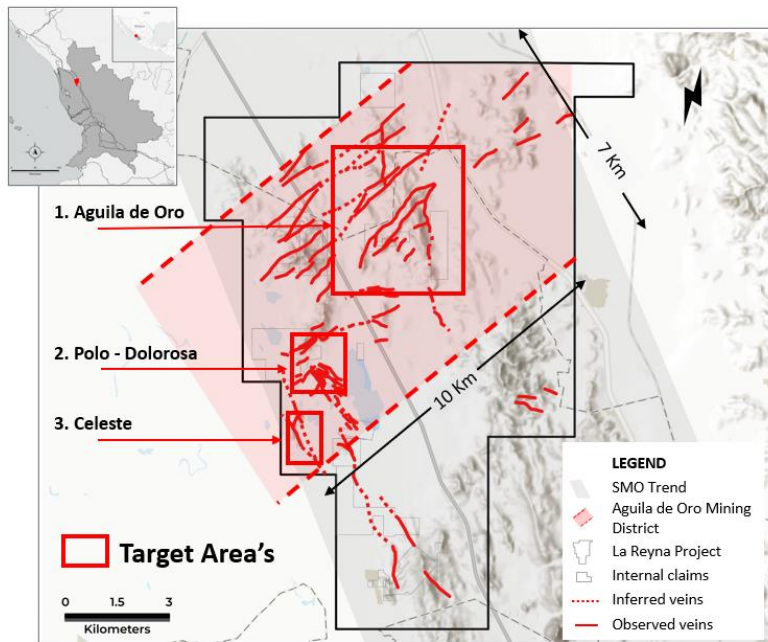 1. Aguila de Oro
2. Polo - Dolorosa
3. Celeste
7 Km
10 Km
Target Area's
0 1.5 3
Kilometers
LEGEND
SMO Trend
Aguila de Oro Mining
District
La Reyna Project
Internal claims
Inferred veins
Observed veins